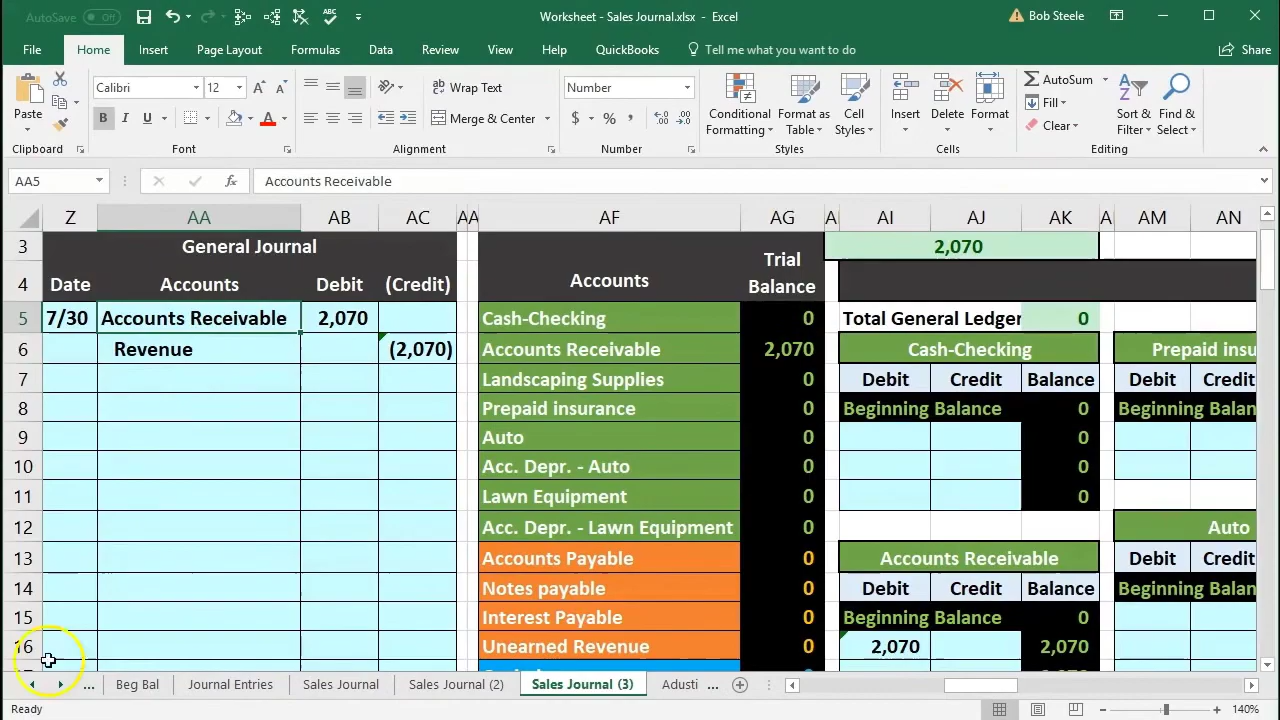 AutoSave Off Worksheet - Sales Journal.xlsx - Excel Bob Steele
File Home Insert Page Layout Formulas Data Review View Help QuickBooks Tell me what you want to do Share
Calibri 12 Wrap Text Number AutoSum
Paste B I U A Merge & Center $ % Conditional Formatting Format as Table Cell Styles Insert Delete Format Fill Clear Sort & Filter Find & Select
Clipboard Font Alignment Number Styles Cells Editing
AA5 fx Accounts Receivable
Z AA AB AC AA AF AG A AI AJ AK A AM AN
3 General Journal Trial Balance 2,070
4 Date Accounts Debit (Credit) Accounts
5 7/30 Accounts Receivable 2,070 Cash-Checking 0 Total General Ledger 0
6 Revenue (2,070) Accounts Receivable 2,070 Cash-Checking Prepaid insu
7 Landscaping Supplies 0 Debit Credit Balance Debit Credit
8 Prepaid insurance 0 Beginning Balance 0 Beginning Balan
9 Auto 0 0
10 Acc. Depr. - Auto 0 0
11 Lawn Equipment 0 0
12 Acc. Depr. - Lawn Equipment 0 Auto
13 Accounts Payable 0 Accounts Receivable Debit Credit
14 Notes payable 0 Debit Credit Balance Beginning Balan
15 Interest Payable 0 Beginning Balance 0
16 Unearned Revenue 0 2,070 2,070
... Beg Bal Journal Entries Sales Journal Sales Journal (2) Sales Journal (3) Adusti ...
Ready 140%